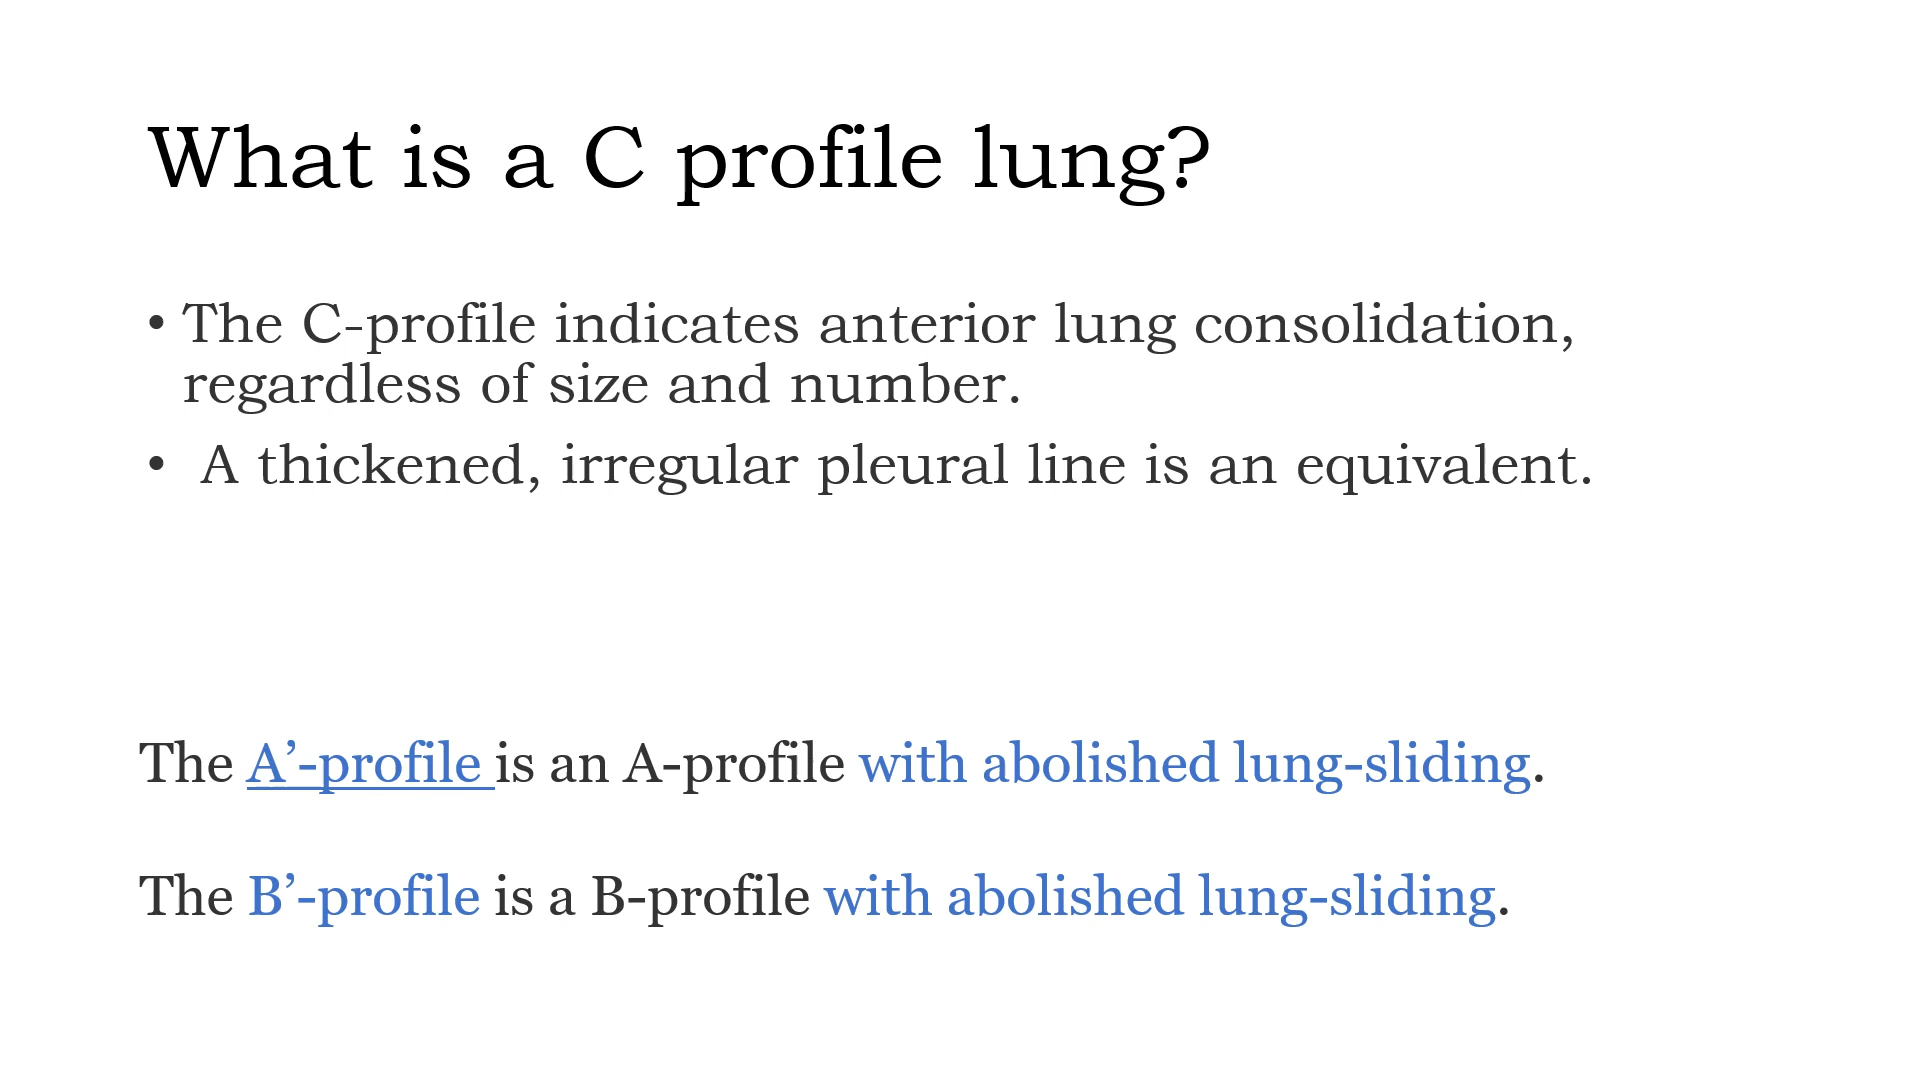 What is a C profile lung?
• The C-profile indicates anterior lung consolidation,
regardless of size and number.
• A thickened, irregular pleural line is an equivalent.
The A’-profile is an A-profile with abolished lung-sliding.
The B’-profile is a B-profile with abolished lung-sliding.